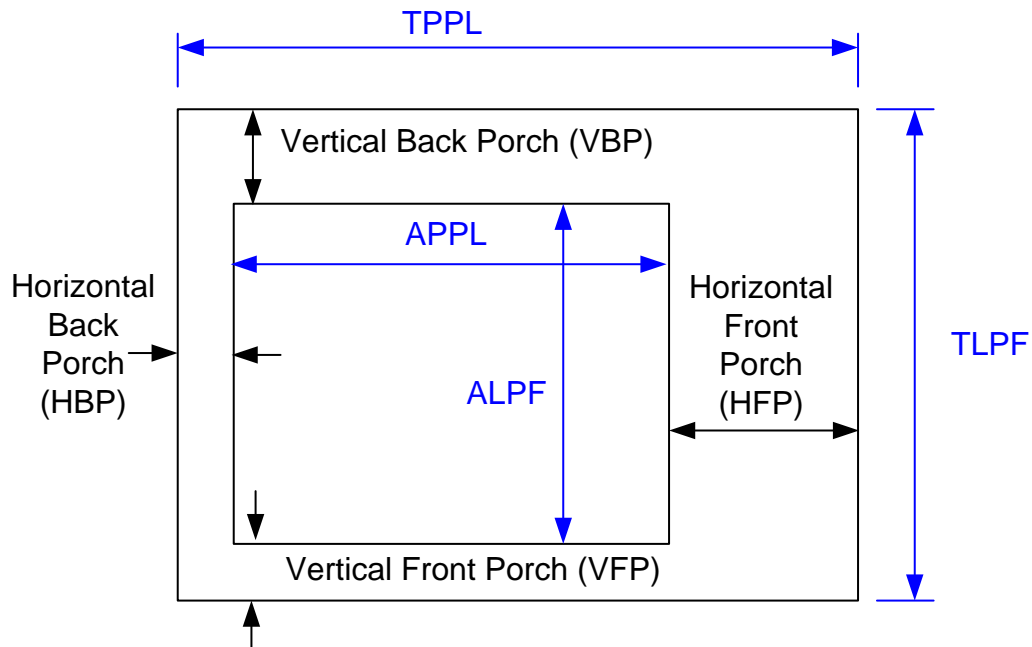 TPPL
Vertical Back Porch (VBP)
APPL
Horizontal
Back
Porch
(HBP)
ALPF
Horizontal
Front
Porch
(HFP)
TLPF
Vertical Front Porch (VFP)